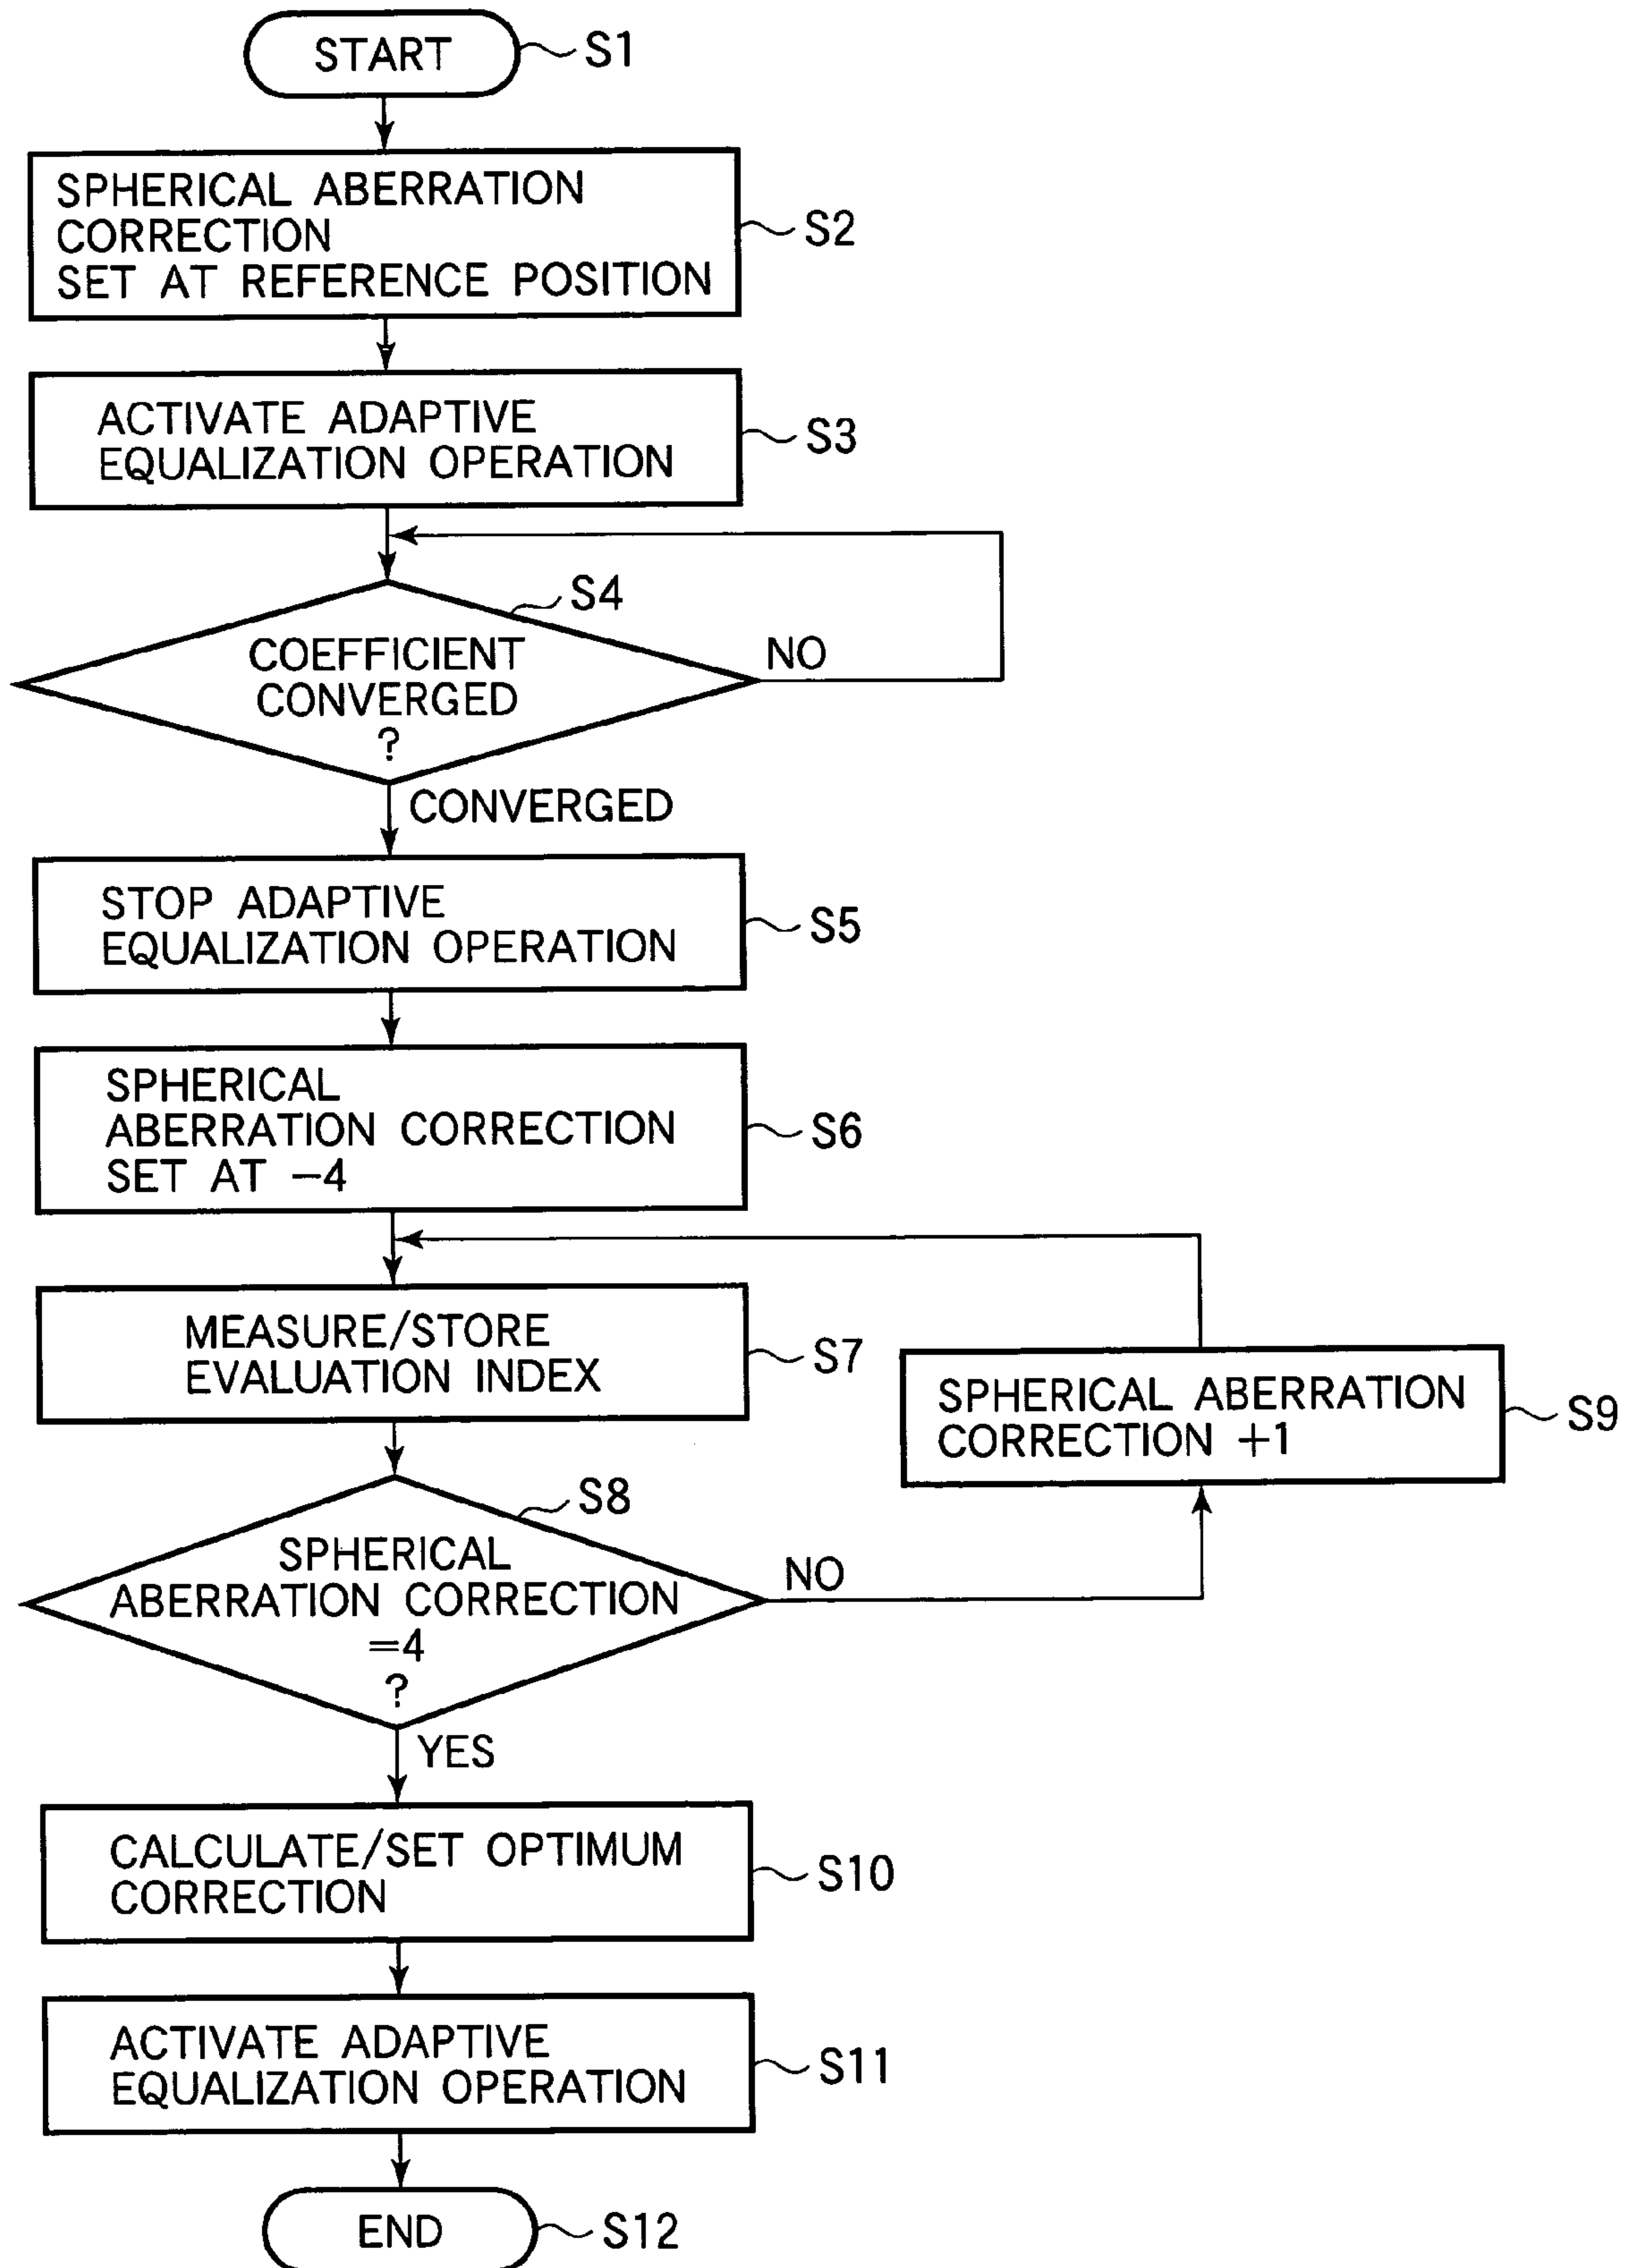 START
S1
SPHERICAL ABERRATION
CORRECTION
SET AT REFERENCE POSITION
S2
ACTIVATE ADAPTIVE
EQUALIZATION OPERATION
S3
S4
COEFFICIENT
CONVERGED
?
NO
CONVERGED
STOP ADAPTIVE
EQUALIZATION OPERATION
S5
SPHERICAL
ABERRATION CORRECTION
SET AT −4
S6
MEASURE/STORE
EVALUATION INDEX
S7
SPHERICAL ABERRATION
CORRECTION +1
S9
S8
SPHERICAL
ABERRATION CORRECTION
=4
?
NO
YES
CALCULATE/SET OPTIMUM
CORRECTION
S10
ACTIVATE ADAPTIVE
EQUALIZATION OPERATION
S11
END
S12